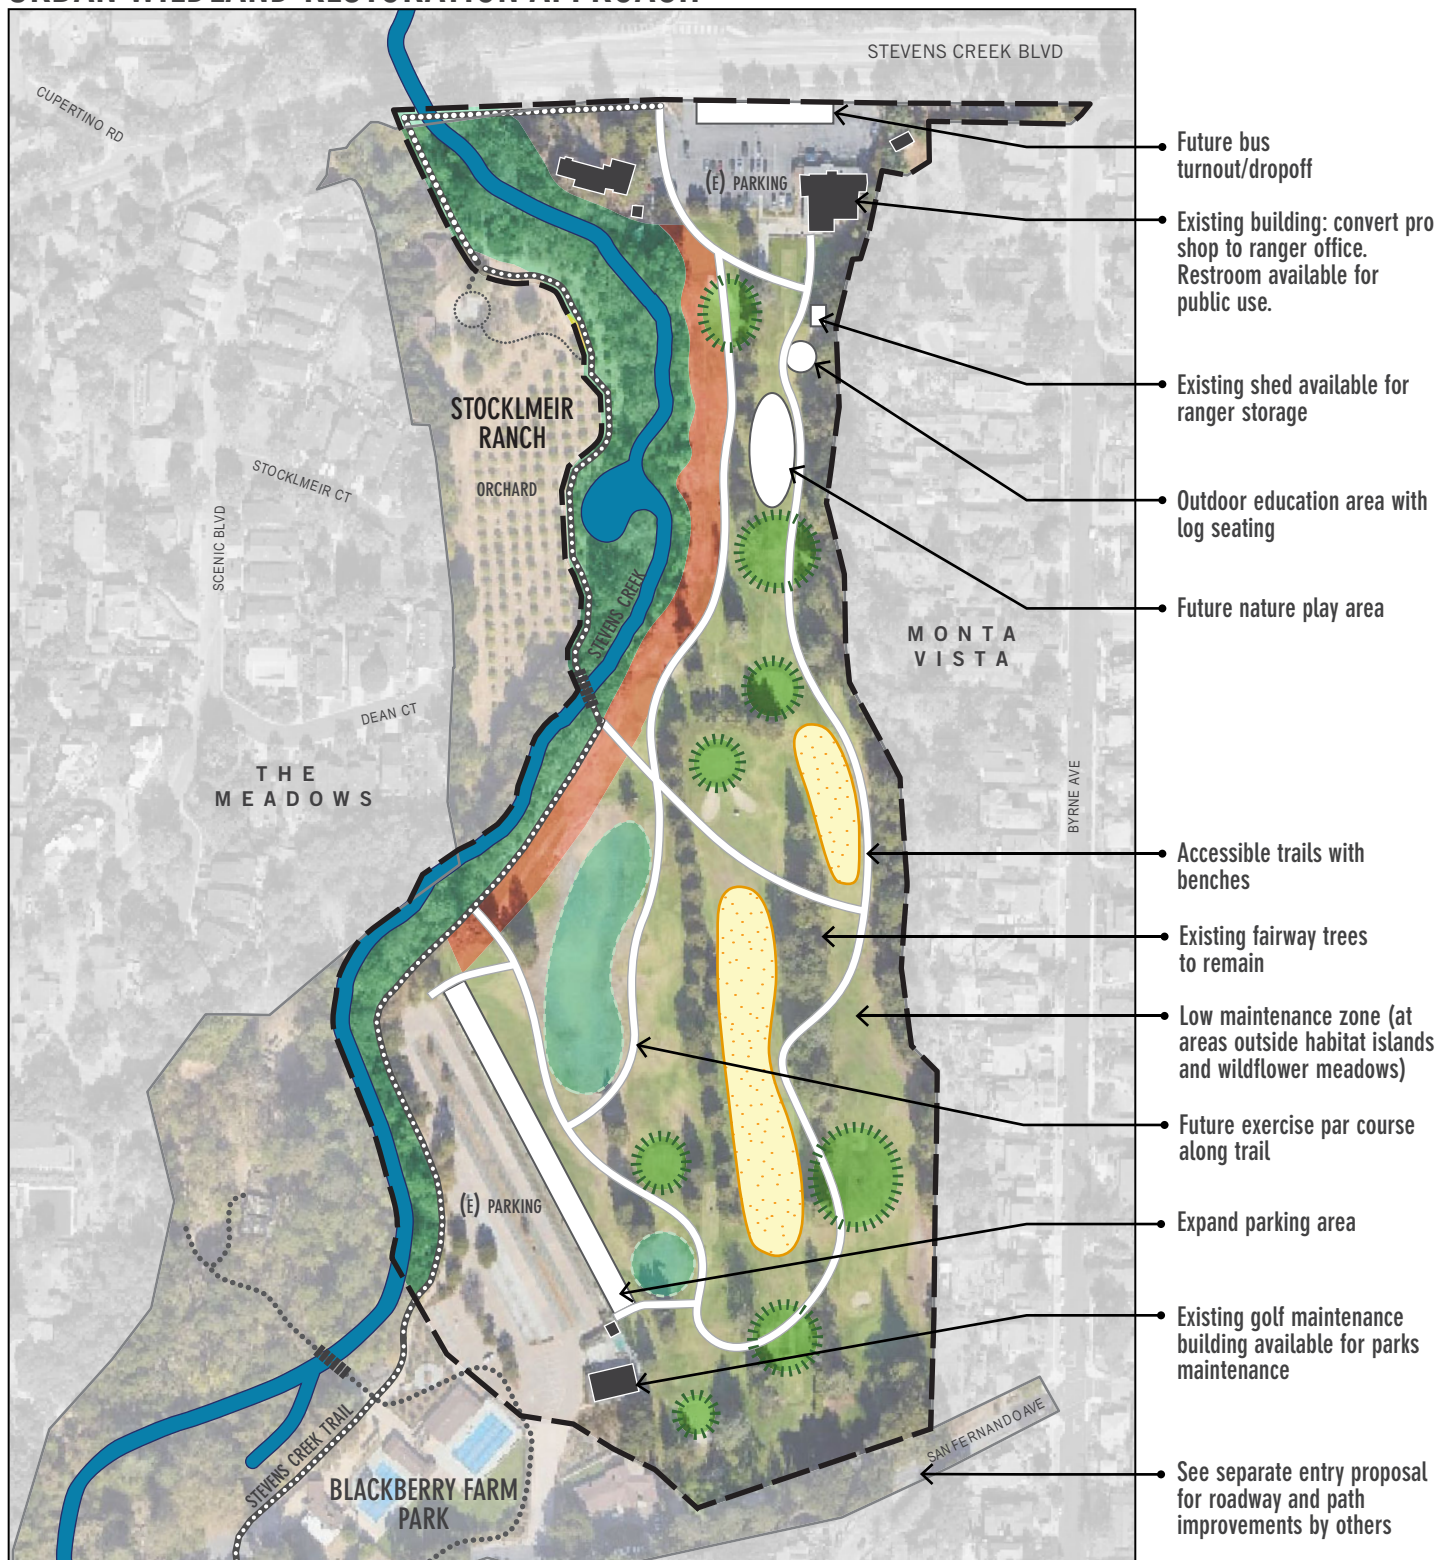 URBAN WILDLAND RESTORATION APPROACH
STEVENS CREEK BLVD
CUPERTINO RD
(E) PARKING
Future bus
turnout/dropoff
Existing building: convert pro
shop to ranger office.
Restroom available for
public use.
Existing shed available for
ranger storage
STOCKLMEIR
RANCH
ORCHARD
STOCKLMEIR CT
SCENIC BLVD
Outdoor education area with
log seating
STEVENS CREEK
Future nature play area
MONTA
VISTA
DEAN CT
THE
MEADOWS
BYRNE AVE
Accessible trails with
benches
Existing fairway trees
to remain
Low maintenance zone (at
areas outside habitat islands
and wildflower meadows)
Future exercise par course
along trail
(E) PARKING
Expand parking area
Existing golf maintenance
building available for parks
maintenance
STEVENS CREEK TRAIL
SAN FERNANDO AVE
BLACKBERRY FARM
PARK
See separate entry proposal
for roadway and path
improvements by others